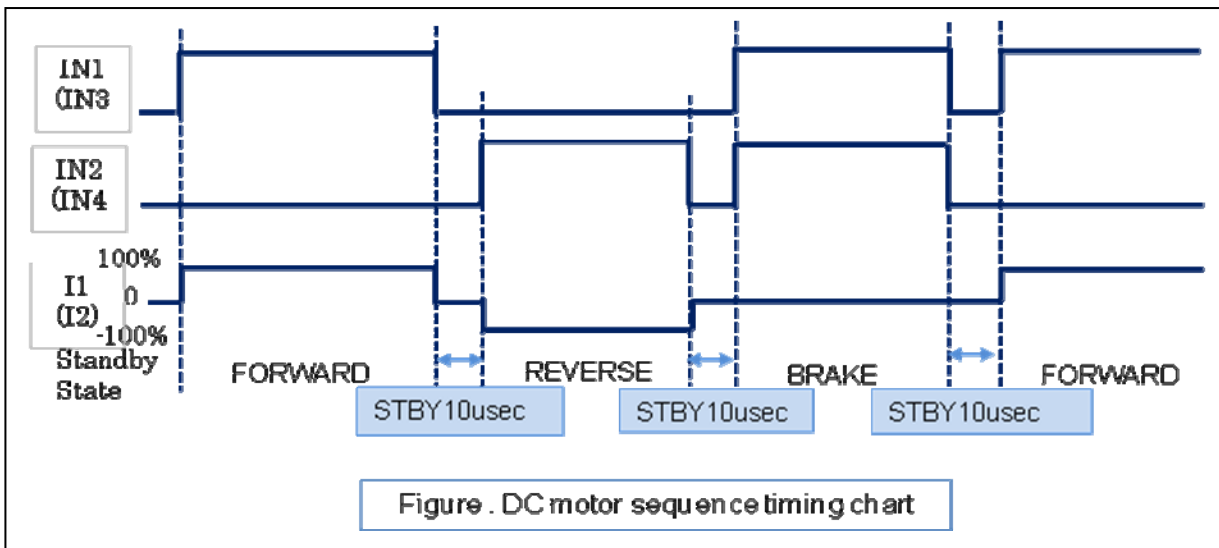 IN1
(IN3
IN2
(IN4
100%
I1
0
(I2)
-100%
Standby
State
FORWARD
REVERSE
BRAKE
FORWARD
STBY10usec
STBY10usec
STBY10usec
Figure . DC motor sequence timing chart